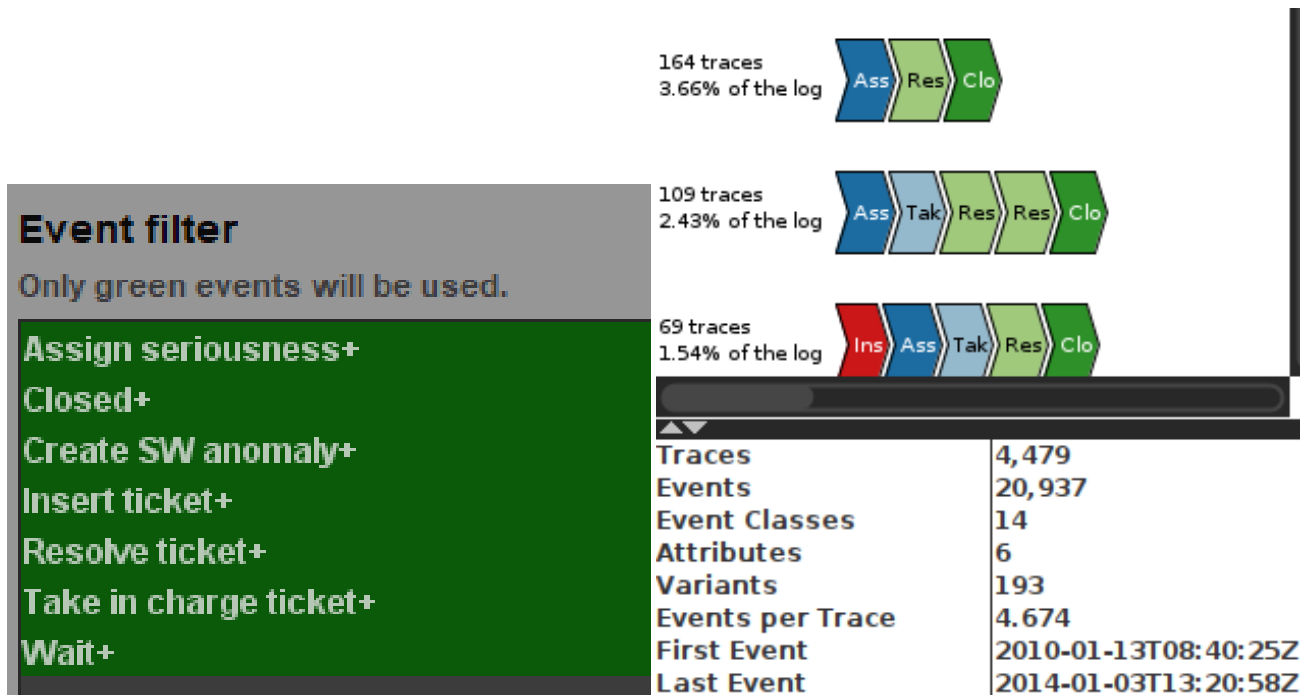 Event filter
Only green events will be used.
Assign seriousness+
Closed+
Create SW anomaly+
Insert ticket+
Resolve ticket+
Take in charge ticket+
Wait+
164 traces
3.66% of the log
Ass Res Clo
109 traces
2.43% of the log
Ass Tak Res Res Clo
69 traces
1.54% of the log
Ins Ass Tak Res Clo
Traces 4,479
Events 20,937
Event Classes 14
Attributes 6
Variants 193
Events per Trace 4.674
First Event 2010-01-13T08:40:25Z
Last Event 2014-01-03T13:20:58Z